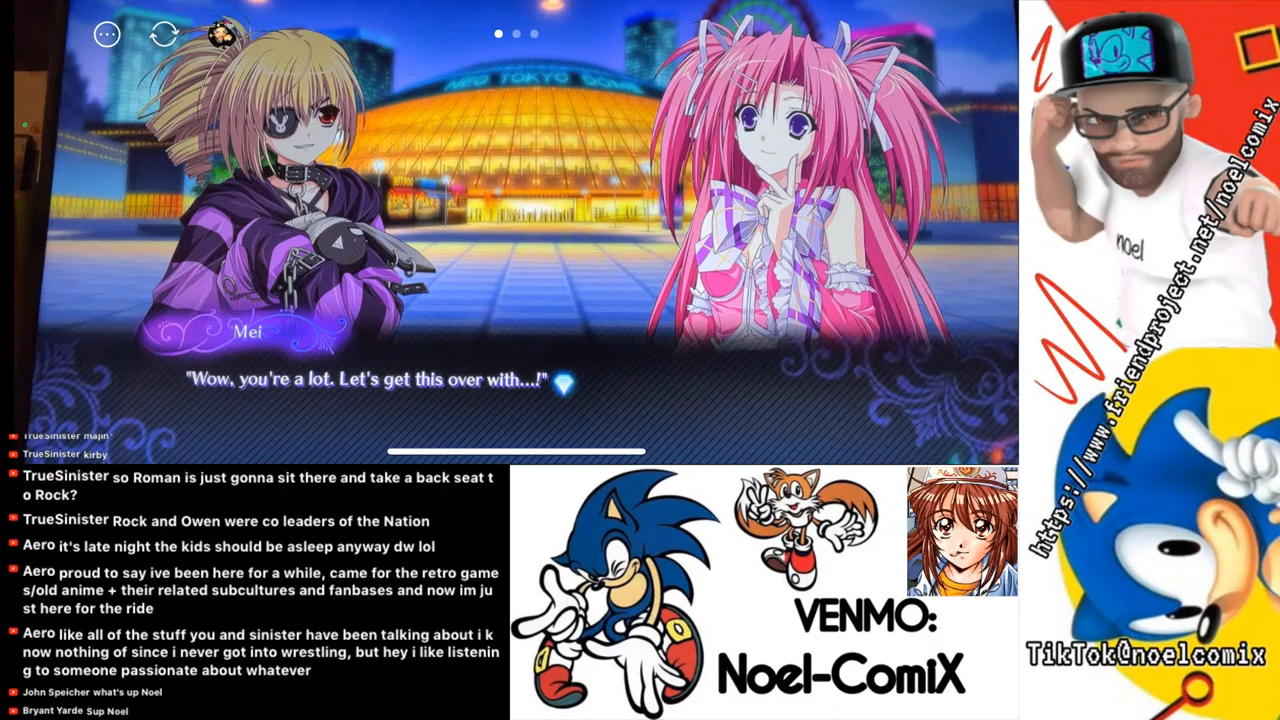 NEO TOKYO DOME
Mei
"Wow, you're a lot. Let's get this over with...!"
TrueSinister majin
TrueSinister kirby
TrueSinister so Roman is just gonna sit there and take a back seat t
o Rock?
TrueSinister Rock and Owen were co leaders of the Nation
Aero it's late night the kids should be asleep anyway dw lol
Aero proud to say ive been here for a while, came for the retro game
s/old anime + their related subcultures and fanbases and now im ju
st here for the ride
Aero like all of the stuff you and sinister have been talking about i k
now nothing of since i never got into wrestling, but hey i like listenin
g to someone passionate about whatever
John Speicher what's up Noel
Bryant Yarde Sup Noel
VENMO:
Noel-ComiX
noel
https://www.friendproject.net/noelcomix
TikTok@noelcomix